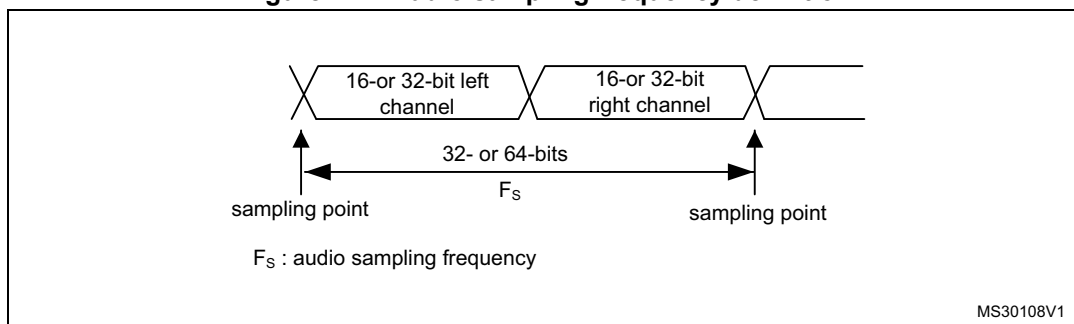 16-or 32-bit left
channel
16-or 32-bit
right channel
32- or 64-bits
FS
sampling point
sampling point
FS : audio sampling frequency
MS30108V1